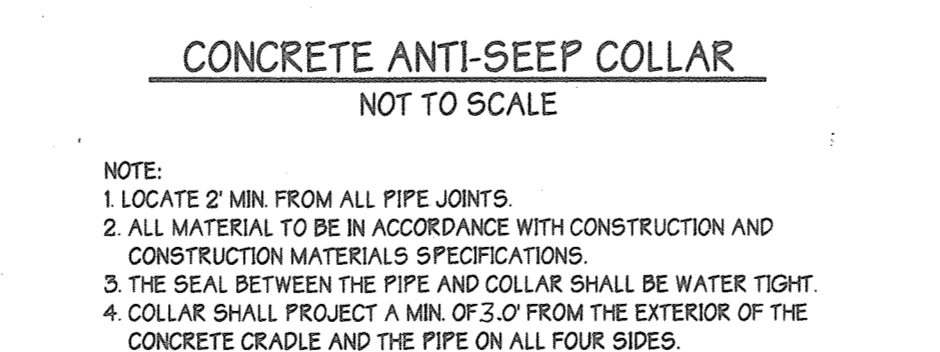 CONCRETE ANTI-SEEP COLLAR
NOT TO SCALE
NOTE:
1. LOCATE 2' MIN. FROM ALL PIPE JOINTS.
2. ALL MATERIAL TO BE IN ACCORDANCE WITH CONSTRUCTION AND
CONSTRUCTION MATERIALS SPECIFICATIONS.
3. THE SEAL BETWEEN THE PIPE AND COLLAR SHALL BE WATER TIGHT.
4. COLLAR SHALL PROJECT A MIN. OF 3.0' FROM THE EXTERIOR OF THE
CONCRETE CRADLE AND THE PIPE ON ALL FOUR SIDES.